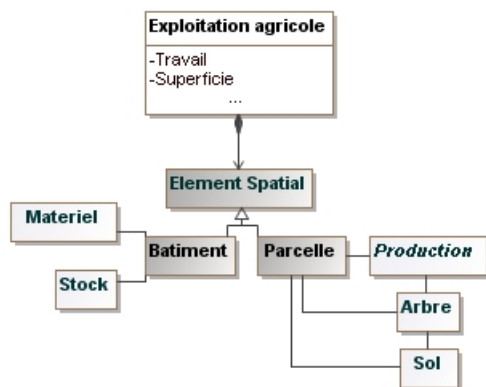 Exploitation agricole
-Travail
-Superficie
...
Element Spatial
Materiel
Batiment
Parcelle
Production
Stock
Arbre
Sol